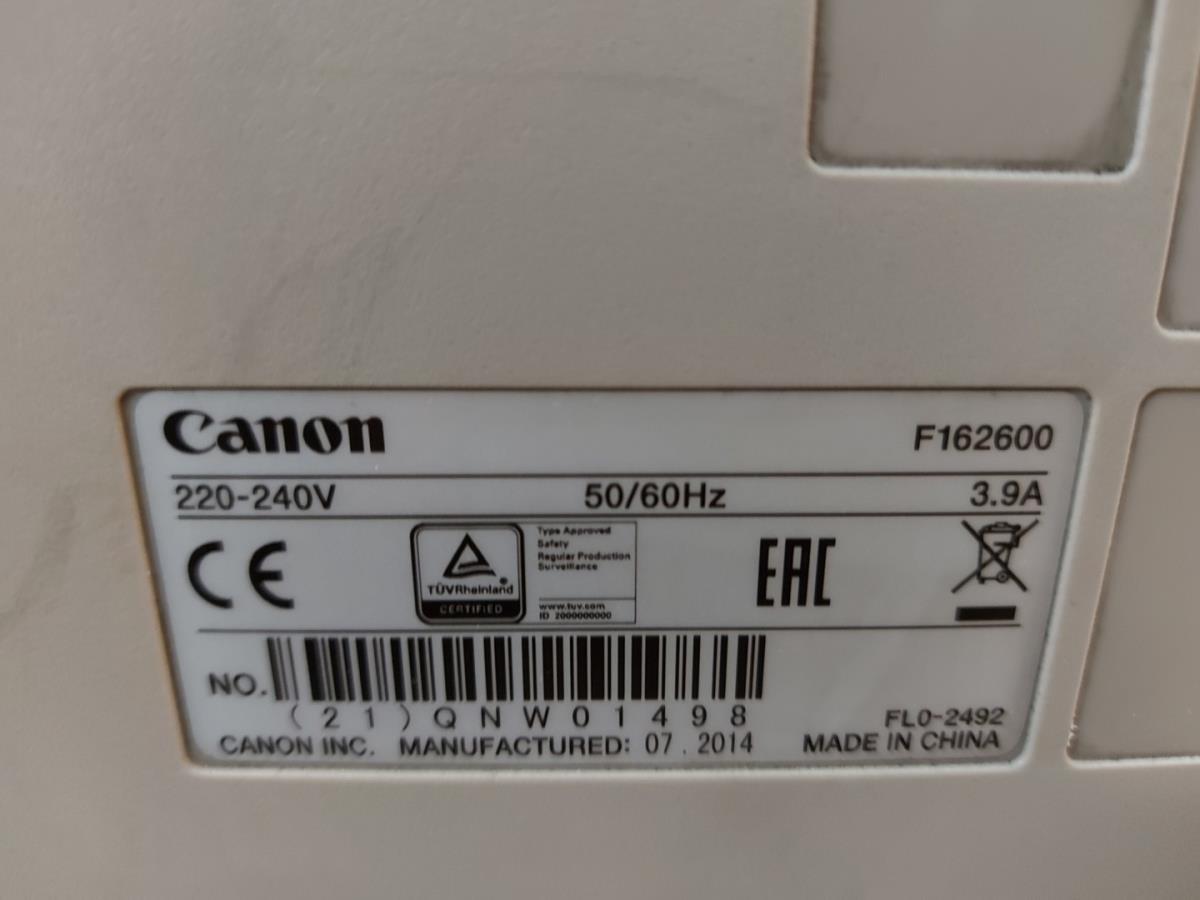 Canon
F162600
220-240V 50/60Hz 3.9A
CE
TÜVRheinland®
CERTIFIED
Type Approved
Safety
Regular Production
Surveillance
www.tuv.com
ID 2000000000
EAC
NO.
(21)QNW01498
FL0-2492
CANON INC. MANUFACTURED: 07.2014 MADE IN CHINA